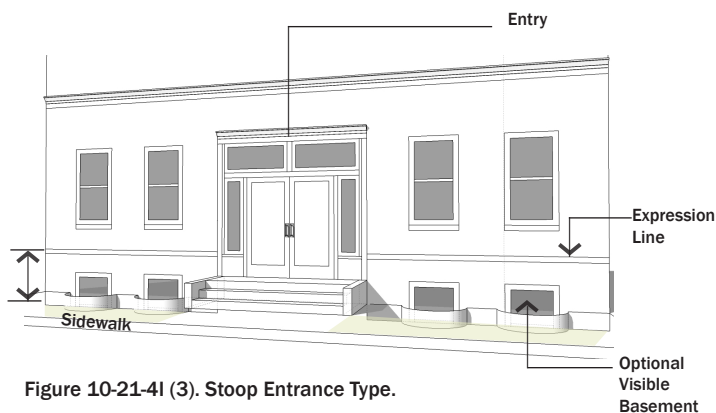 Entry
Expression
Line
Sidewalk
Optional
Visible
Basement
Figure 10-21-4I (3). Stoop Entrance Type.